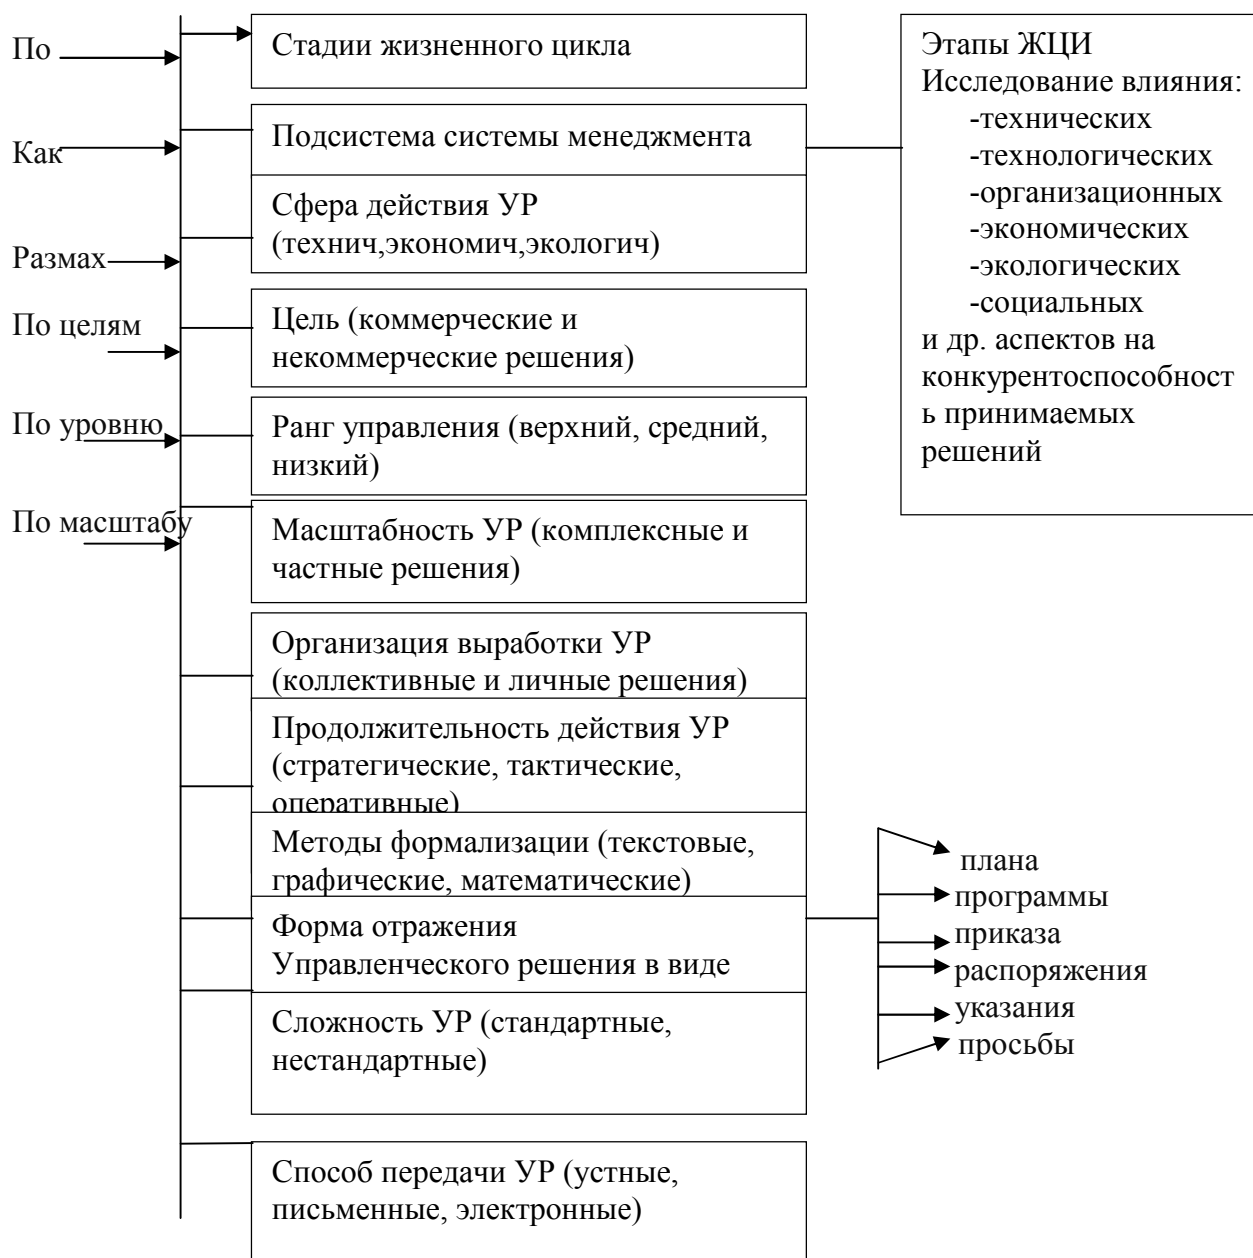 По
Как
Размах
По целям
По уровню
По масштабу
Стадии жизненного цикла
Подсистема системы менеджмента
Сфера действия УР
(технич,экономич,экологич)
Цель (коммерческие и
некоммерческие решения)
Ранг управления (верхний, средний,
низкий)
Масштабность УР (комплексные и
частные решения)
Организация выработки УР
(коллективные и личные решения)
Продолжительность действия УР
(стратегические, тактические,
оперативные)
Методы формализации (текстовые,
графические, математические)
Форма отражения
Управленческого решения в виде
Сложность УР (стандартные,
нестандартные)
Способ передачи УР (устные,
письменные, электронные)
Этапы ЖЦИ
Исследование влияния:
-технических
-технологических
-организационных
-экономических
-экологических
-социальных
и др. аспектов на
конкурентоспособност
ь принимаемых
решений
плана
программы
приказа
распоряжения
указания
просьбы